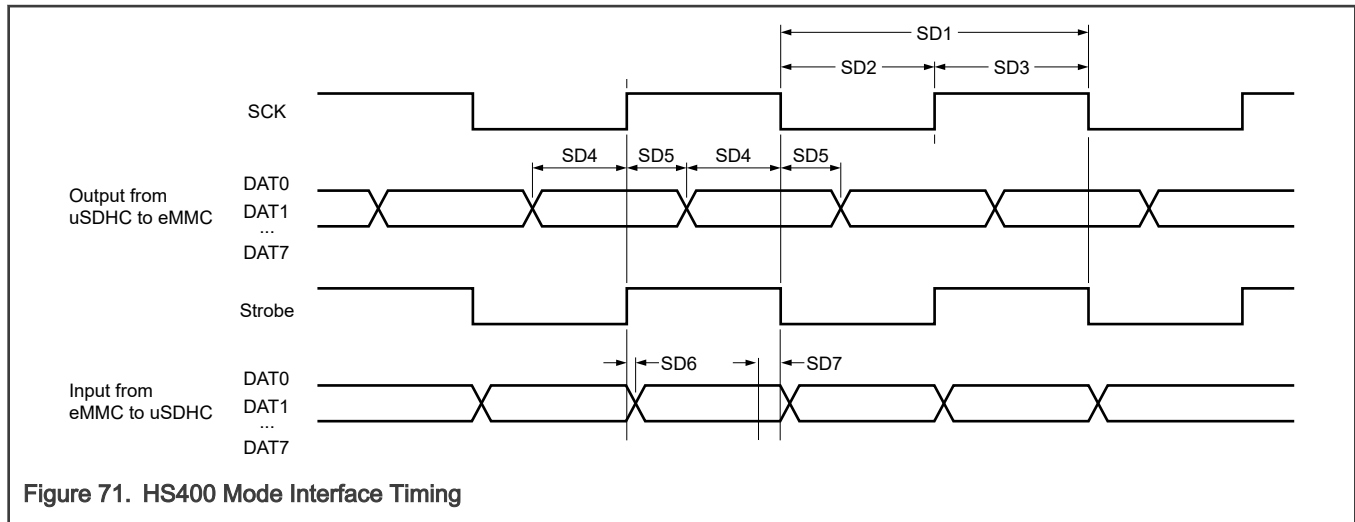 SD1
SD2 SD3
SCK
SD4 SD5 SD4 SD5
Output from
uSDHC to eMMC
DAT0
DAT1
...
DAT7
Strobe
SD6 SD7
Input from
eMMC to uSDHC
DAT0
DAT1
...
DAT7
Figure 71. HS400 Mode Interface Timing